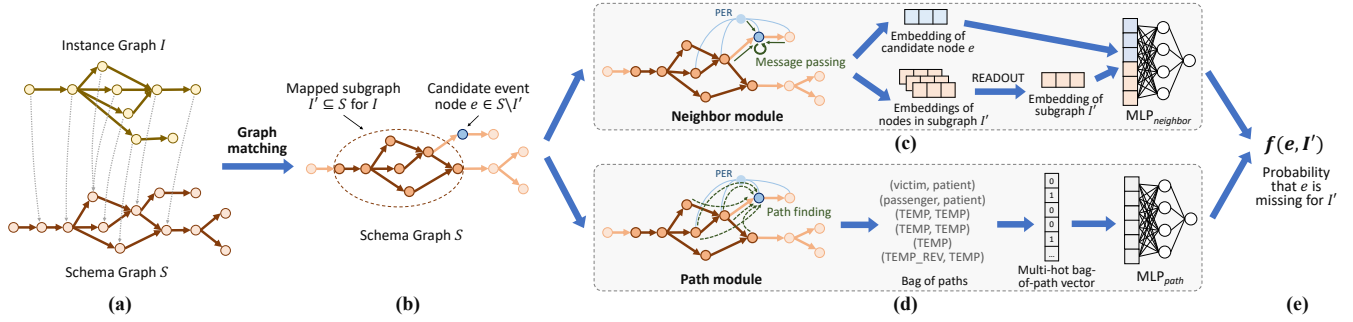 Instance Graph I
Schema Graph S
(a)
Graph
matching
Mapped subgraph
I′ ⊆ S for I
Candidate event
node e ∈ S\I′
Schema Graph S
(b)
PER
Message passing
Neighbor module
Embedding of
candidate node e
Embeddings of
nodes in subgraph I′
READOUT
Embedding of
subgraph I′
MLPneighbor
(c)
PER
Path finding
Path module
(victim, patient)
(passenger, patient)
(TEMP, TEMP)
(TEMP, TEMP)
(TEMP)
(TEMP_REV, TEMP)
Bag of paths
0
1
0
0
1
...
Multi-hot bag-
of-path vector
MLPpath
(d)
f(e, I′)
Probability
that e is
missing for I′
(e)